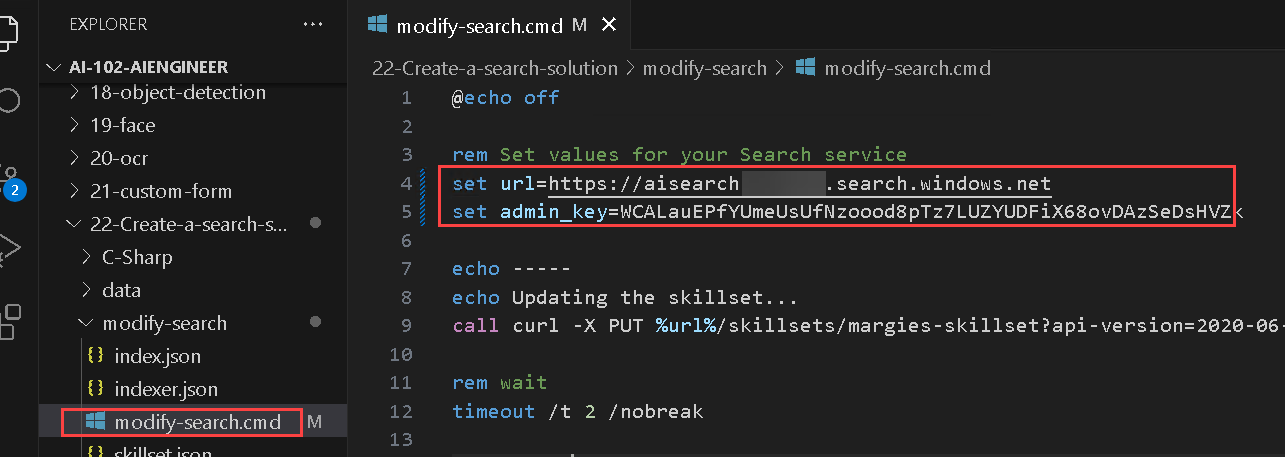 EXPLORER
AI-102-AIENGINEER
18-object-detection
19-face
20-ocr
21-custom-form
22-Create-a-search-s...
C-Sharp
data
modify-search
{} index.json
{} indexer.json
modify-search.cmd M
skillset.json
2
modify-search.cmd M
22-Create-a-search-solution > modify-search > modify-search.cmd
1 @echo off
2
3 rem Set values for your Search service
4 set url=https://aisearch .search.windows.net
5 set admin_key=WCALauEPfYUmeUsUfNzoood8pTz7LUZYUDFiX68ovDAzSeDsHVZk
6
7 echo -----
8 echo Updating the skillset...
9 call curl -X PUT %url%/skillsets/margies-skillset?api-version=2020-06-
10
11 rem wait
12 timeout /t 2 /nobreak
13